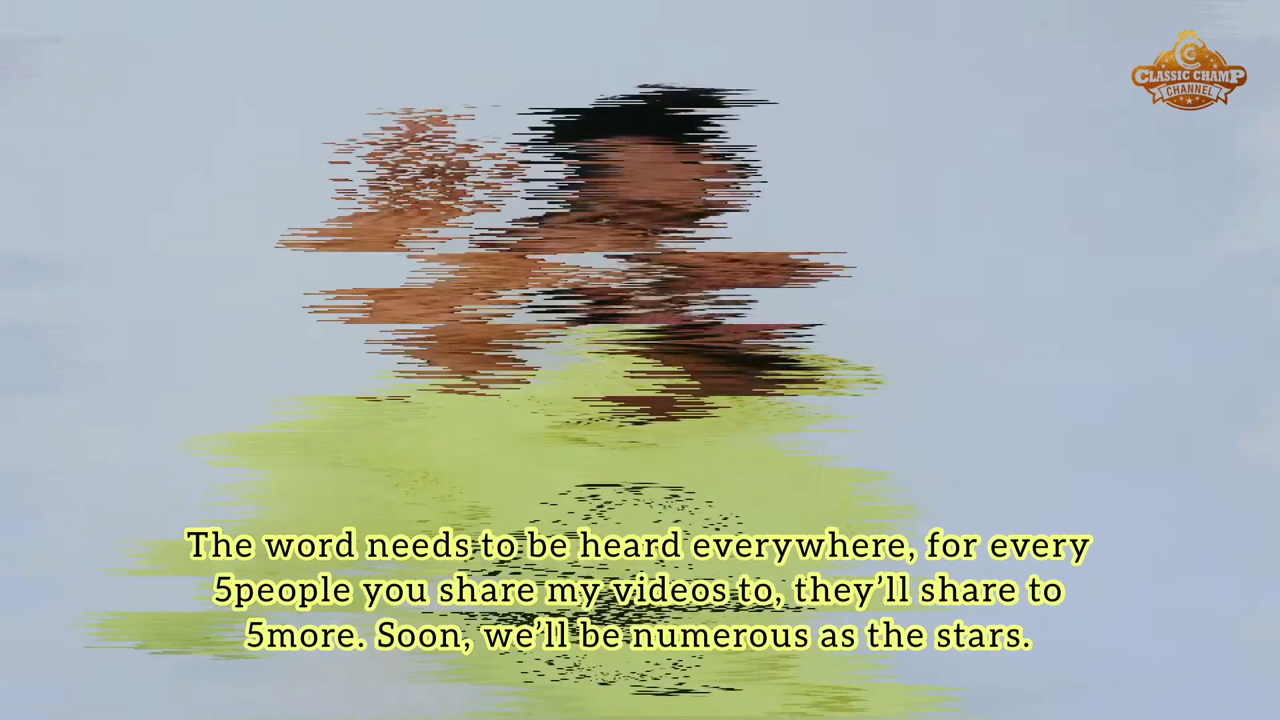 CLASSIC CHAMP
CHANNEL
The word needs to be heard everywhere, for every
5people you share my videos to, they’ll share to
5more. Soon, we’ll be numerous as the stars.